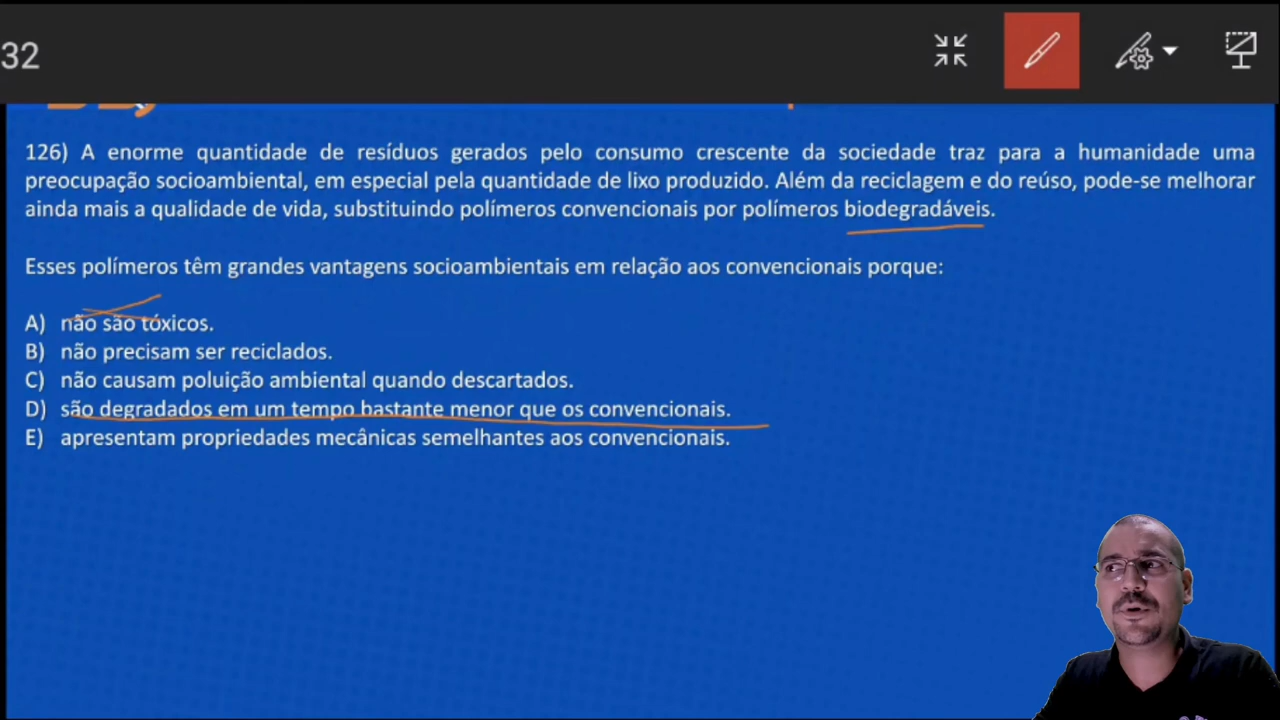 32
126) A enorme quantidade de resíduos gerados pelo consumo crescente da sociedade traz para a humanidade uma
preocupação socioambiental, em especial pela quantidade de lixo produzido. Além da reciclagem e do reúso, pode-se melhorar
ainda mais a qualidade de vida, substituindo polímeros convencionais por polímeros biodegradáveis.
Esses polímeros têm grandes vantagens socioambientais em relação aos convencionais porque:
A) não são tóxicos.
B) não precisam ser reciclados.
C) não causam poluição ambiental quando descartados.
D) são degradados em um tempo bastante menor que os convencionais.
E) apresentam propriedades mecânicas semelhantes aos convencionais.